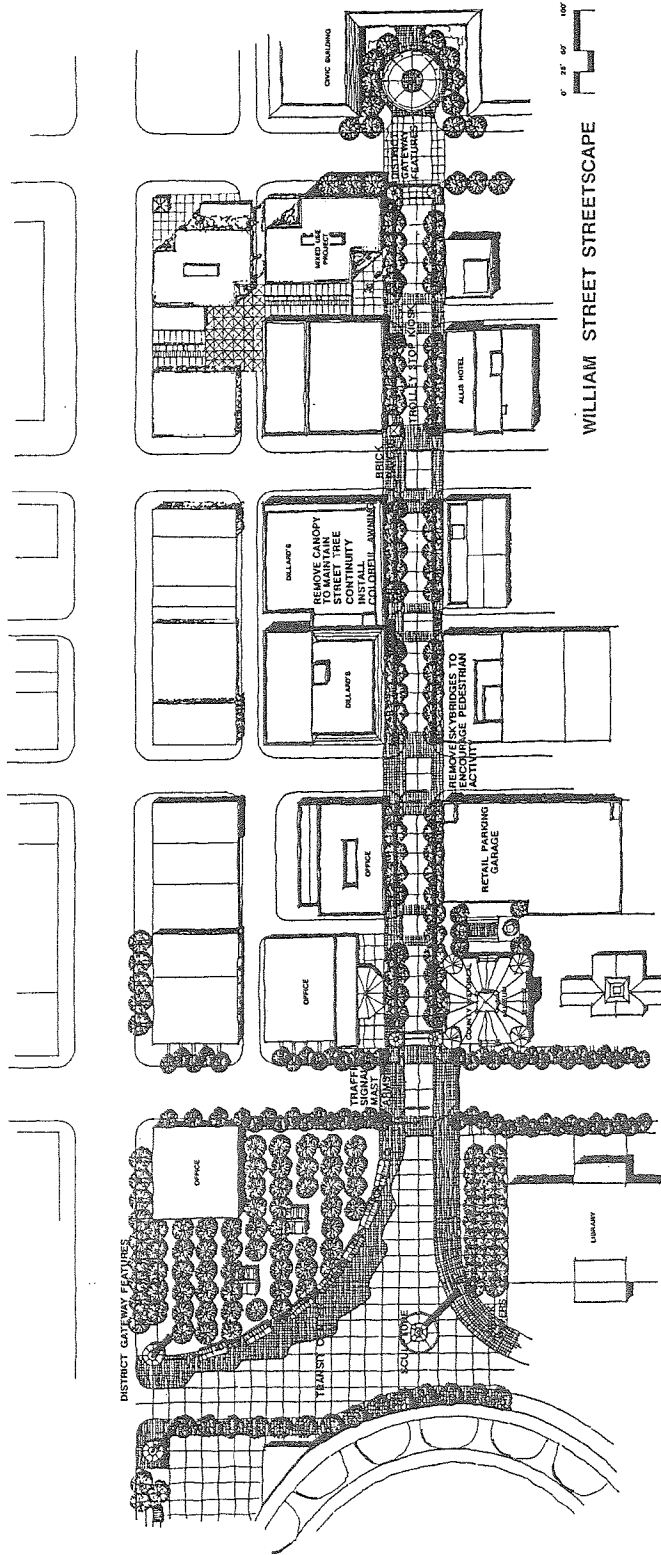 CIVIC BUILDING
DISTRICT
GATEWAY
FEATURES
0' 25' 50' 100'
WILLIAM STREET STREETSCAPE
MIXED USE
PROJECT
TROLLEY STOP KIOSK
ALLIS HOTEL
BRICK
DILLARD'S
REMOVE CANOPY
TO MAINTAIN
STREET TREE
CONTINUITY
INSTALL
COLORFUL AWNING
DILLARD'S
REMOVE SKYBRIDGES TO
ENCOURAGE PEDESTRIAN
ACTIVITY
OFFICE
RETAIL PARKING
GARAGE
OFFICE
COUNTY
TRAFFIC
SIGNAL
MAST
ARMS
OFFICE
LIBRARY
DISTRICT GATEWAY FEATURES
TRANSIT
SCULPTURE